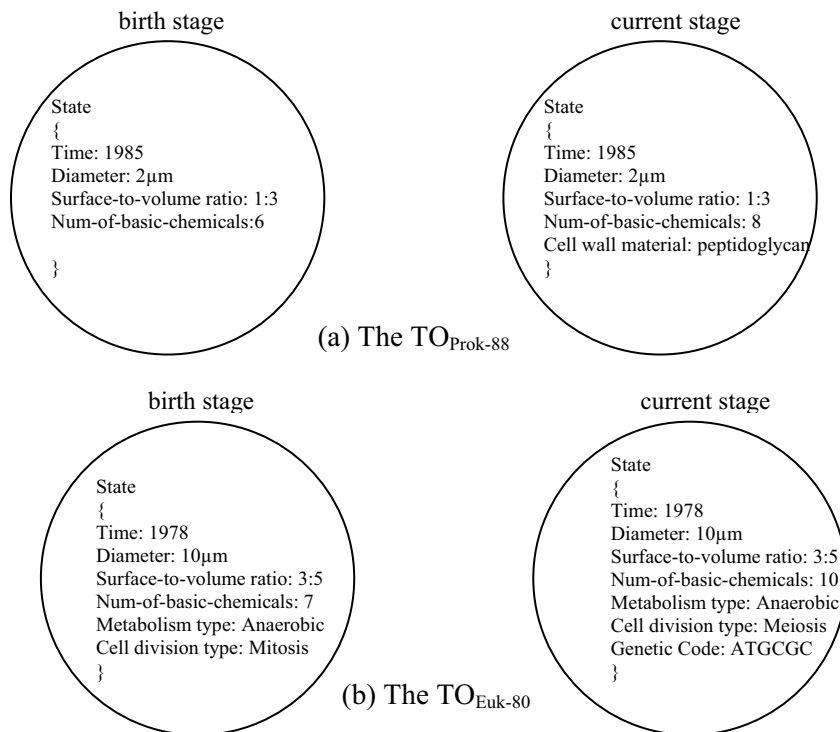 birth stage
State
{
Time: 1985
Diameter: 2µm
Surface-to-volume ratio: 1:3
Num-of-basic-chemicals:6
}
current stage
State
{
Time: 1985
Diameter: 2µm
Surface-to-volume ratio: 1:3
Num-of-basic-chemicals: 8
Cell wall material: peptidoglycan
}
(a) The TOProk-88
birth stage
State
{
Time: 1978
Diameter: 10µm
Surface-to-volume ratio: 3:5
Num-of-basic-chemicals: 7
Metabolism type: Anaerobic
Cell division type: Mitosis
}
current stage
State
{
Time: 1978
Diameter: 10µm
Surface-to-volume ratio: 3:5
Num-of-basic-chemicals: 10
Metabolism type: Anaerobic
Cell division type: Meiosis
Genetic Code: ATGCGC
}
(b) The TOEuk-80